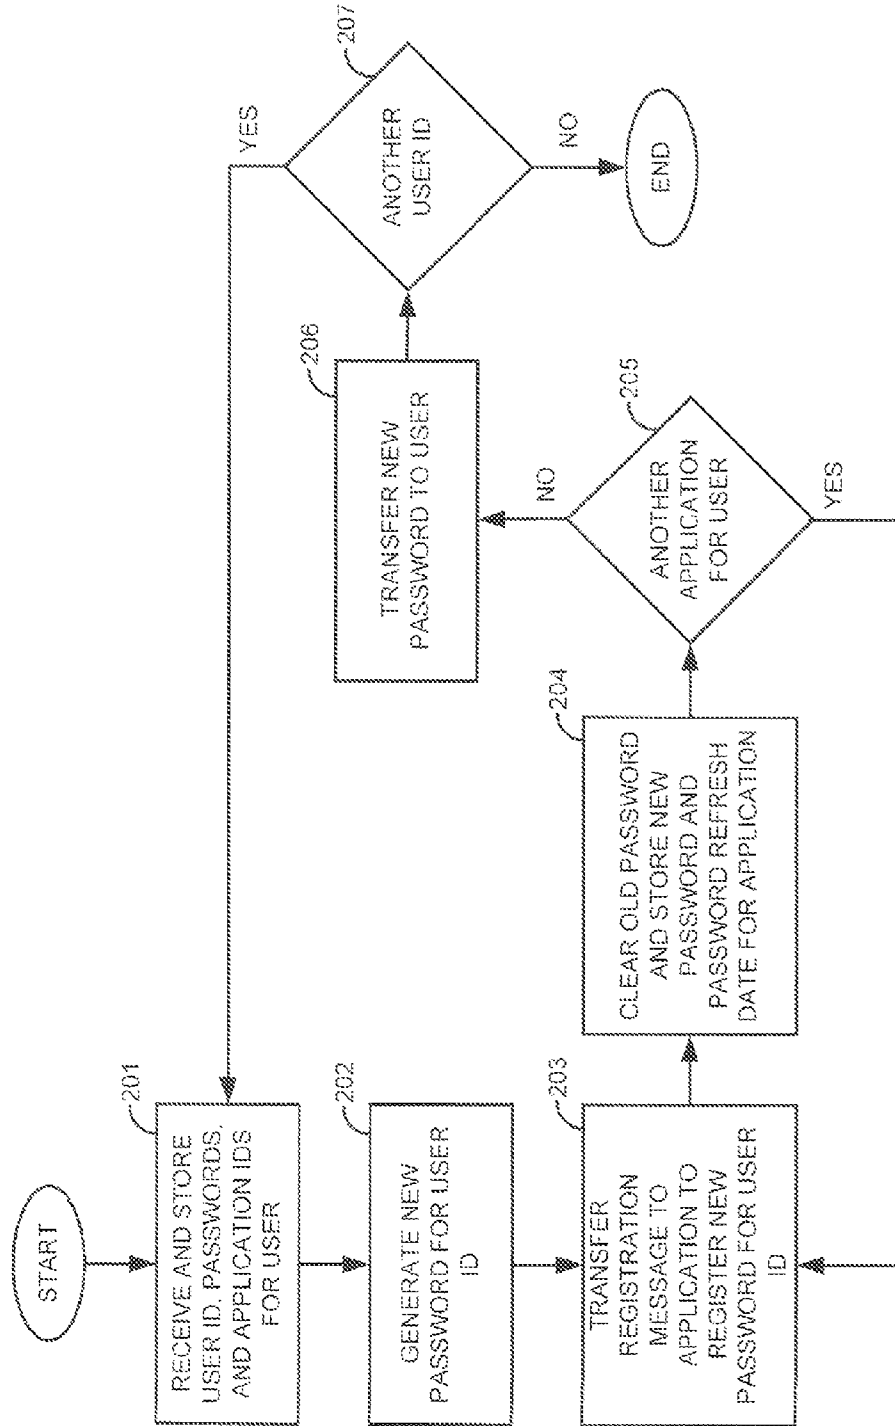 START
201
RECEIVE AND STORE
USER ID, PASSWORDS,
AND APPLICATION IDS
FOR USER
202
GENERATE NEW
PASSWORD FOR USER
ID
203
TRANSFER
REGISTRATION
MESSAGE TO
APPLICATION TO
REGISTER NEW
PASSWORD FOR USER
ID
204
CLEAR OLD PASSWORD
AND STORE NEW
PASSWORD AND
PASSWORD REFRESH
DATE FOR APPLICATION
205
ANOTHER
APPLICATION
FOR USER
NO
YES
206
TRANSFER NEW
PASSWORD TO USER
207
ANOTHER
USER ID
YES
NO
END